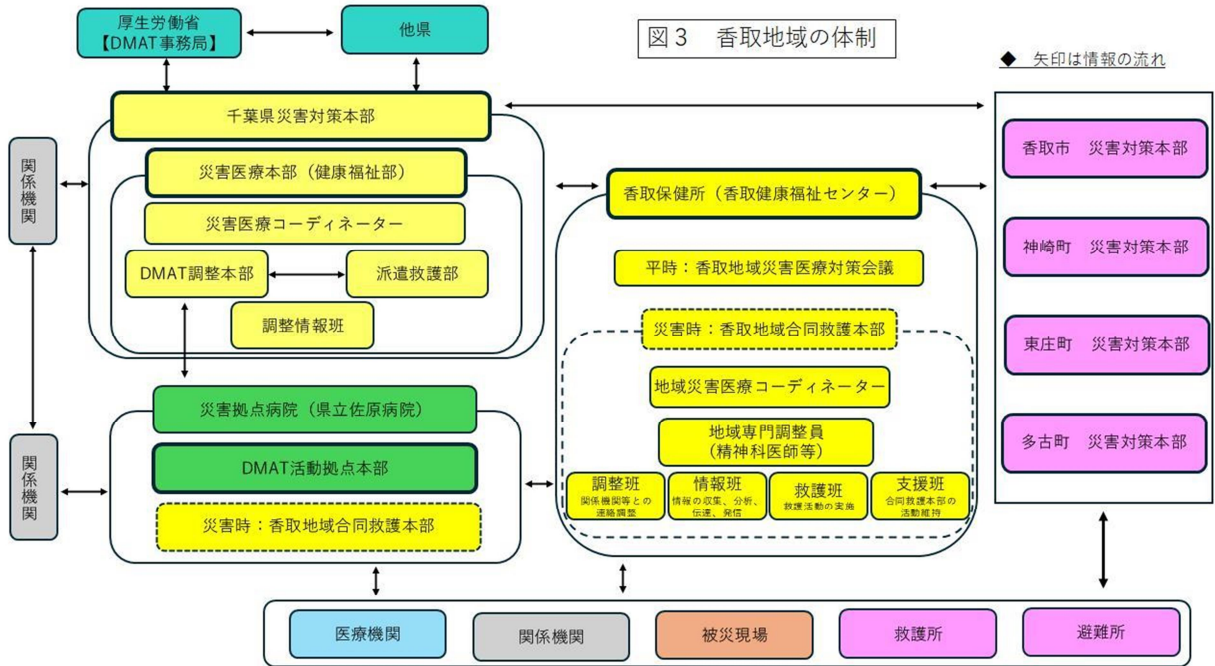 厚生労働省
【DMAT事務局】
他県
図３　香取地域の体制
◆　矢印は情報の流れ
千葉県災害対策本部
関係機関
災害医療本部（健康福祉部）
災害医療コーディネーター
DMAT調整本部
派遣救護部
調整情報班
香取保健所（香取健康福祉センター）
平時：香取地域災害医療対策会議
災害時：香取地域合同救護本部
地域災害医療コーディネーター
地域専門調整員
（精神科医師等）
調整班
関係機関等との
連絡調整
情報班
情報の収集、分析、
伝達、発信
救護班
救護活動の実施
支援班
合同救護本部の
活動維持
香取市　災害対策本部
神崎町　災害対策本部
東庄町　災害対策本部
多古町　災害対策本部
関係機関
災害拠点病院（県立佐原病院）
DMAT活動拠点本部
災害時：香取地域合同救護本部
医療機関
関係機関
被災現場
救護所
避難所